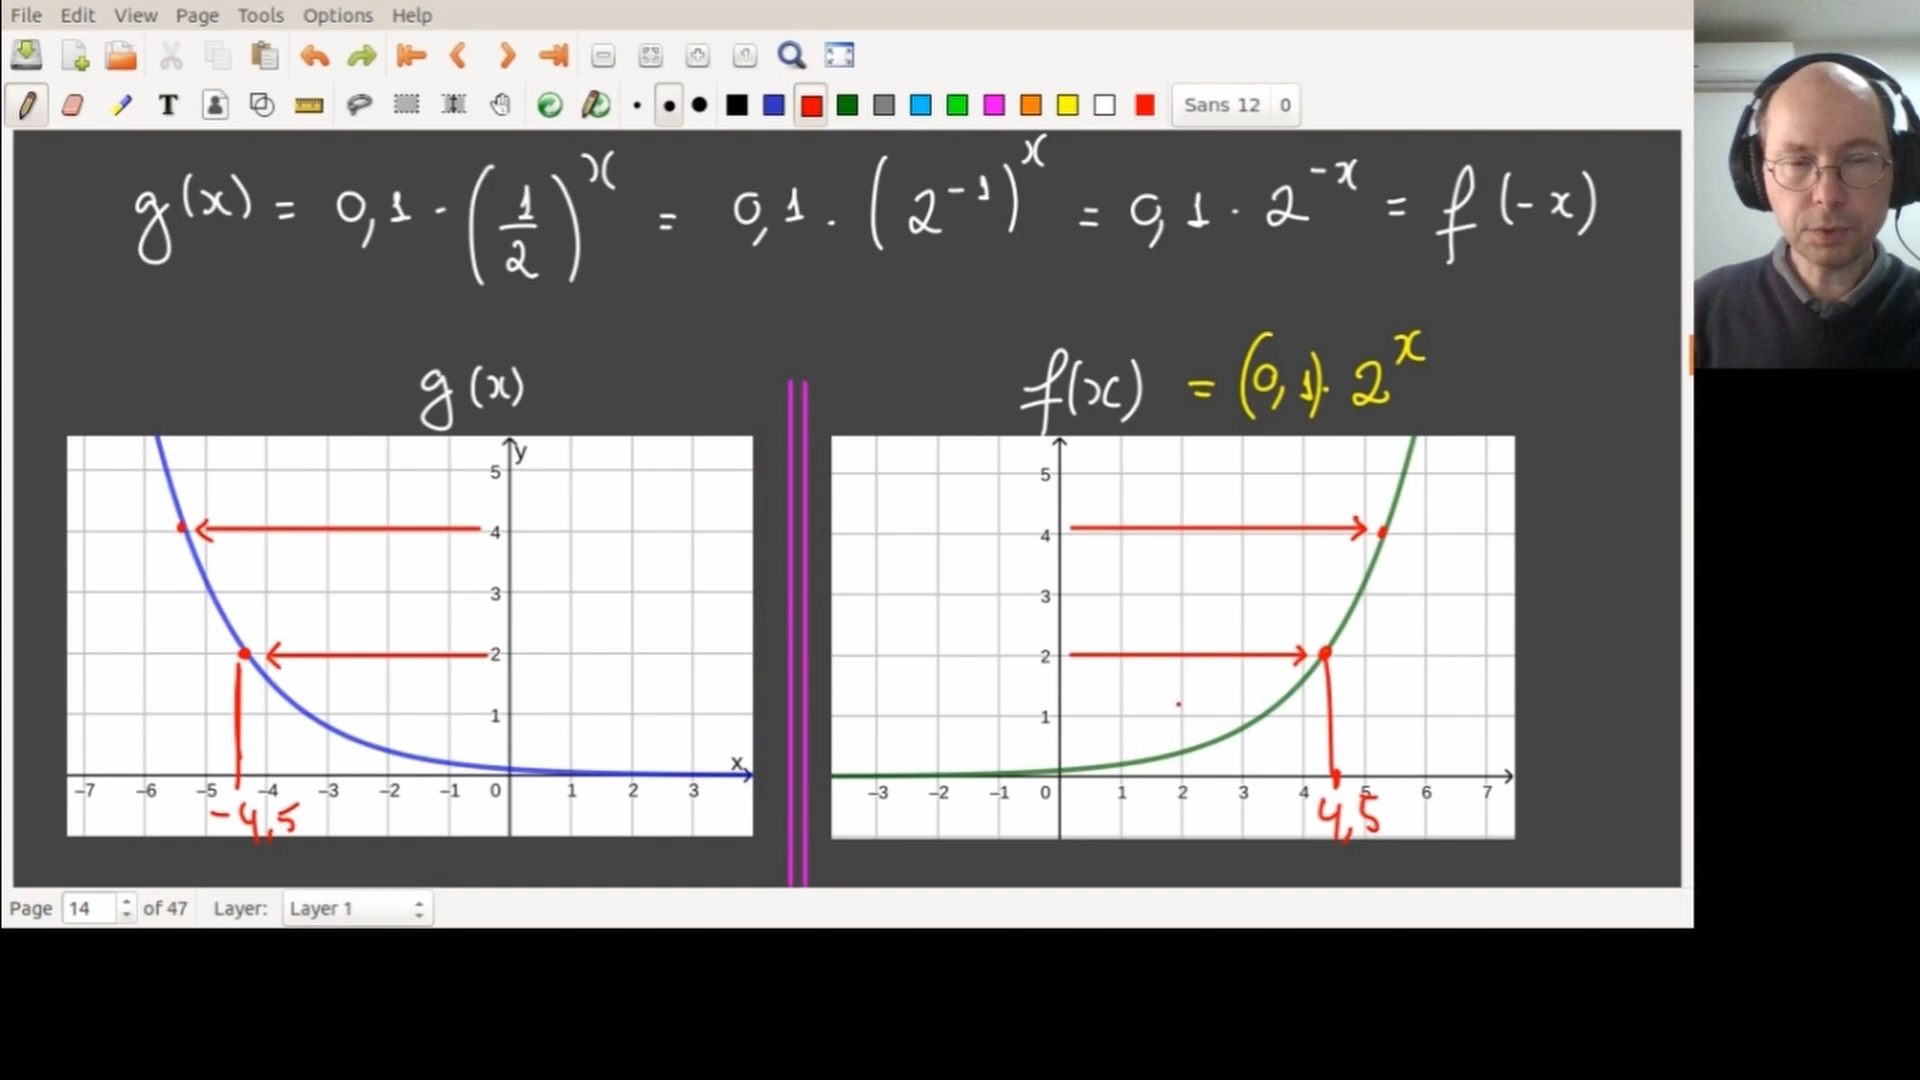 File Edit View Page Tools Options Help
T Sans 12 0
g(x) = 0,1 · (1/2)^x = 0,1 · (2^-1)^x = 0,1 · 2^-x = f(-x)
g(x)
f(x) = (0,1) · 2^x
y
5
4
3
2
1
x
−7 −6 −5 −4 −3 −2 −1 0 1 2 3
-4,5
5
4
3
2
1
−3 −2 −1 0 1 2 3 4 5 6 7
4,5
Page 14 of 47 Layer: Layer 1